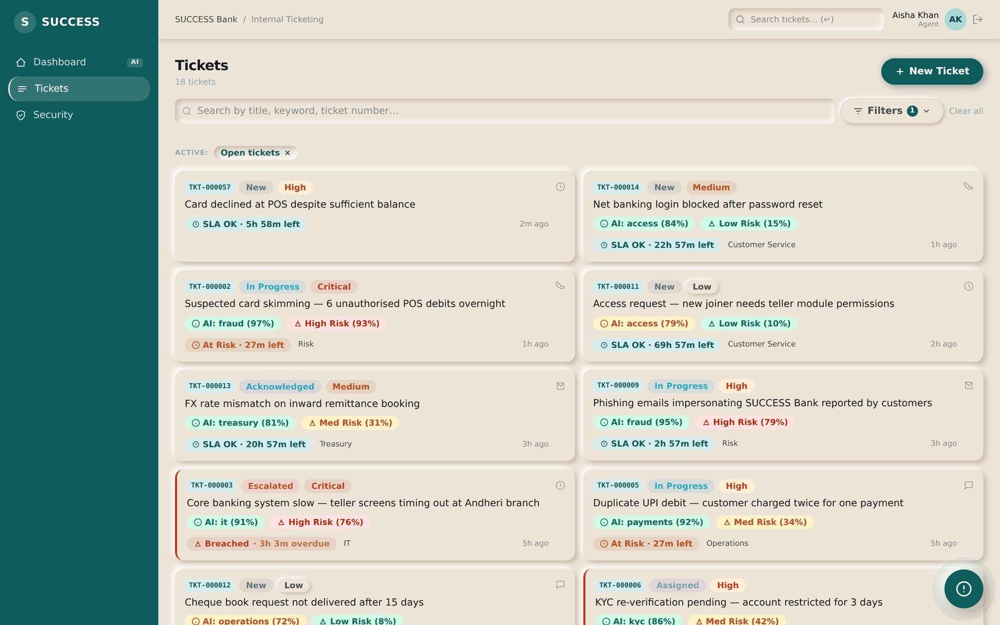 S SUCCESS
Dashboard AI
Tickets
Security
SUCCESS Bank / Internal Ticketing
Search tickets... (↵)
Aisha Khan
Agent
AK
Tickets
18 tickets
+ New Ticket
Search by title, keyword, ticket number...
Filters 1
Clear all
ACTIVE: Open tickets ×
TKT-000057 New High
Card declined at POS despite sufficient balance
SLA OK · 5h 58m left 2m ago
TKT-000014 New Medium
Net banking login blocked after password reset
AI: access (84%) Low Risk (15%)
SLA OK · 22h 57m left Customer Service 1h ago
TKT-000002 In Progress Critical
Suspected card skimming — 6 unauthorised POS debits overnight
AI: fraud (97%) High Risk (93%)
At Risk · 27m left Risk 1h ago
TKT-000011 New Low
Access request — new joiner needs teller module permissions
AI: access (79%) Low Risk (10%)
SLA OK · 69h 57m left Customer Service 2h ago
TKT-000013 Acknowledged Medium
FX rate mismatch on inward remittance booking
AI: treasury (81%) Med Risk (31%)
SLA OK · 20h 57m left Treasury 3h ago
TKT-000009 In Progress High
Phishing emails impersonating SUCCESS Bank reported by customers
AI: fraud (95%) High Risk (79%)
SLA OK · 2h 57m left Risk 3h ago
TKT-000003 Escalated Critical
Core banking system slow — teller screens timing out at Andheri branch
AI: it (91%) High Risk (76%)
Breached · 3h 3m overdue IT 5h ago
TKT-000005 In Progress High
Duplicate UPI debit — customer charged twice for one payment
AI: payments (92%) Med Risk (34%)
At Risk · 27m left Operations 5h ago
TKT-000012 New Low
Cheque book request not delivered after 15 days
AI: operations (72%) Low Risk (8%)
TKT-000006 Assigned High
KYC re-verification pending — account restricted for 3 days
AI: kyc (86%) Med Risk (42%)